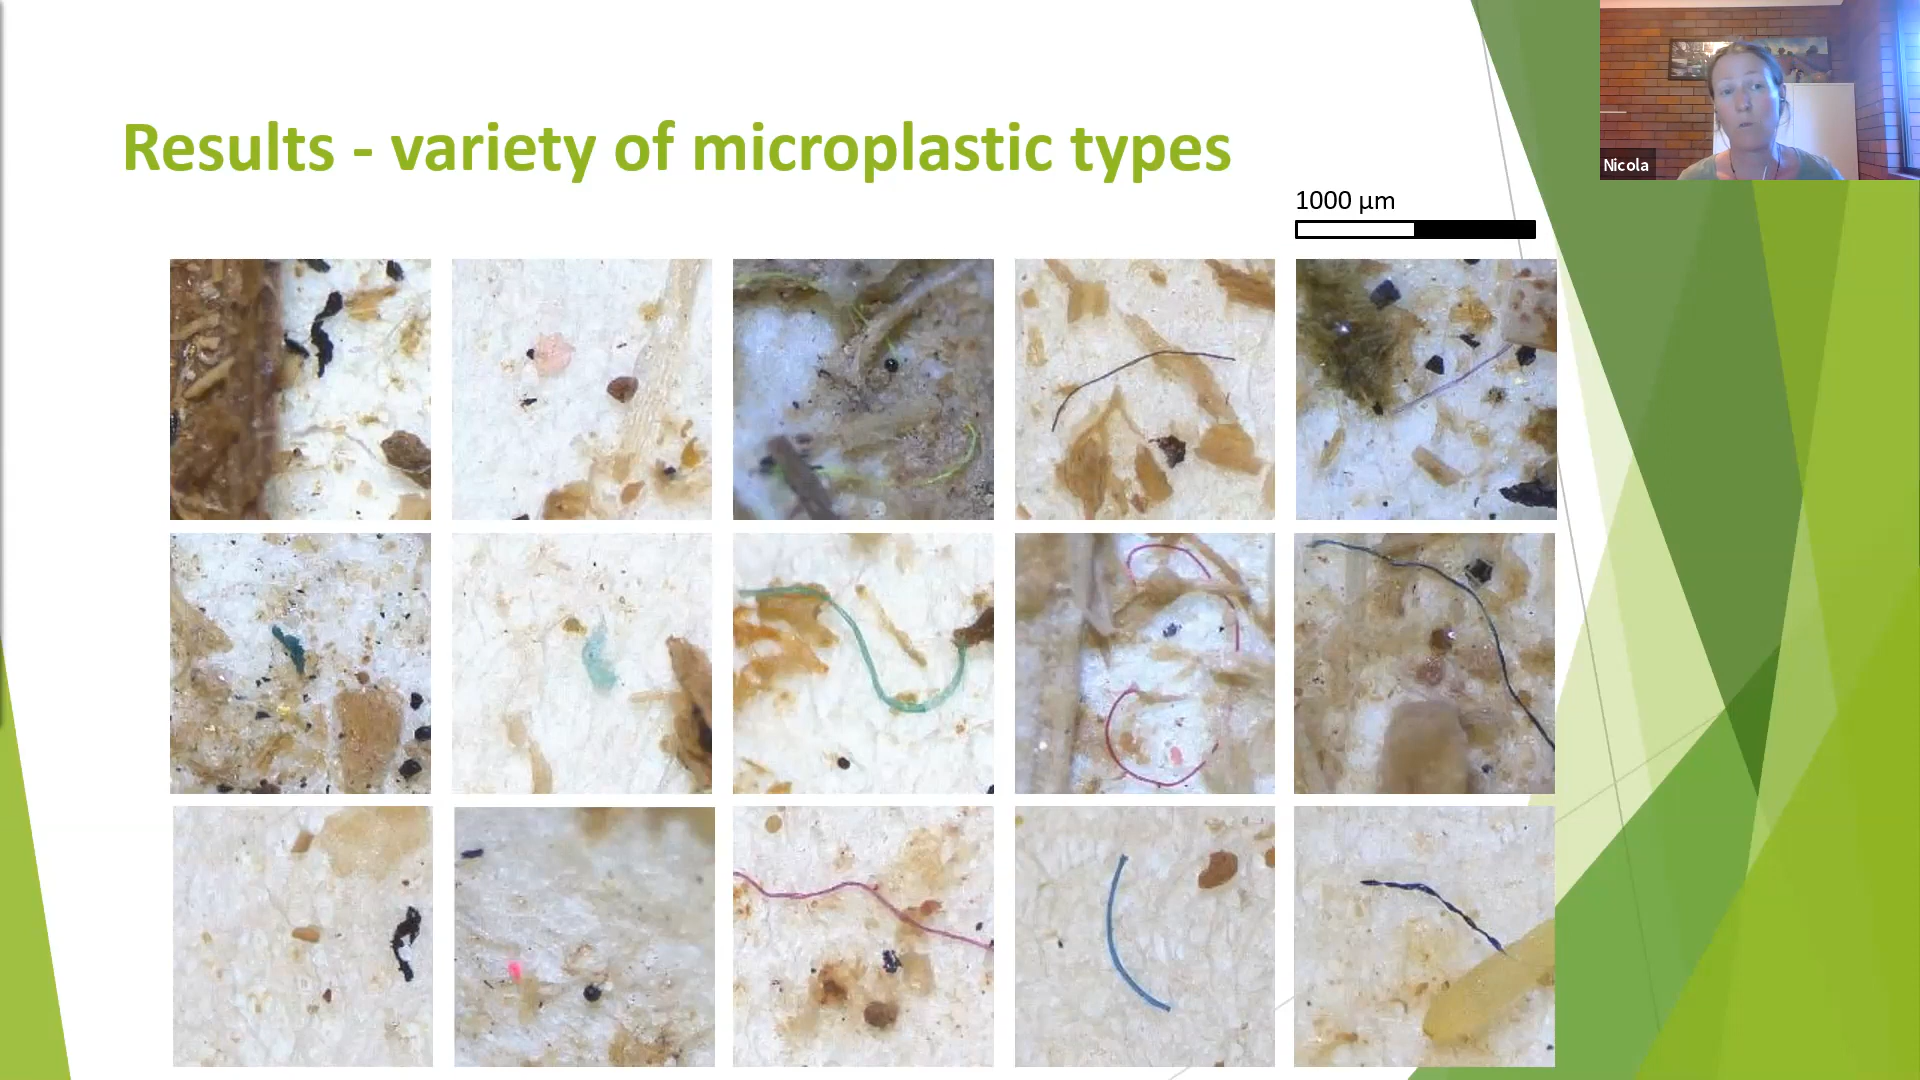 Results - variety of microplastic types
1000 µm
Nicola